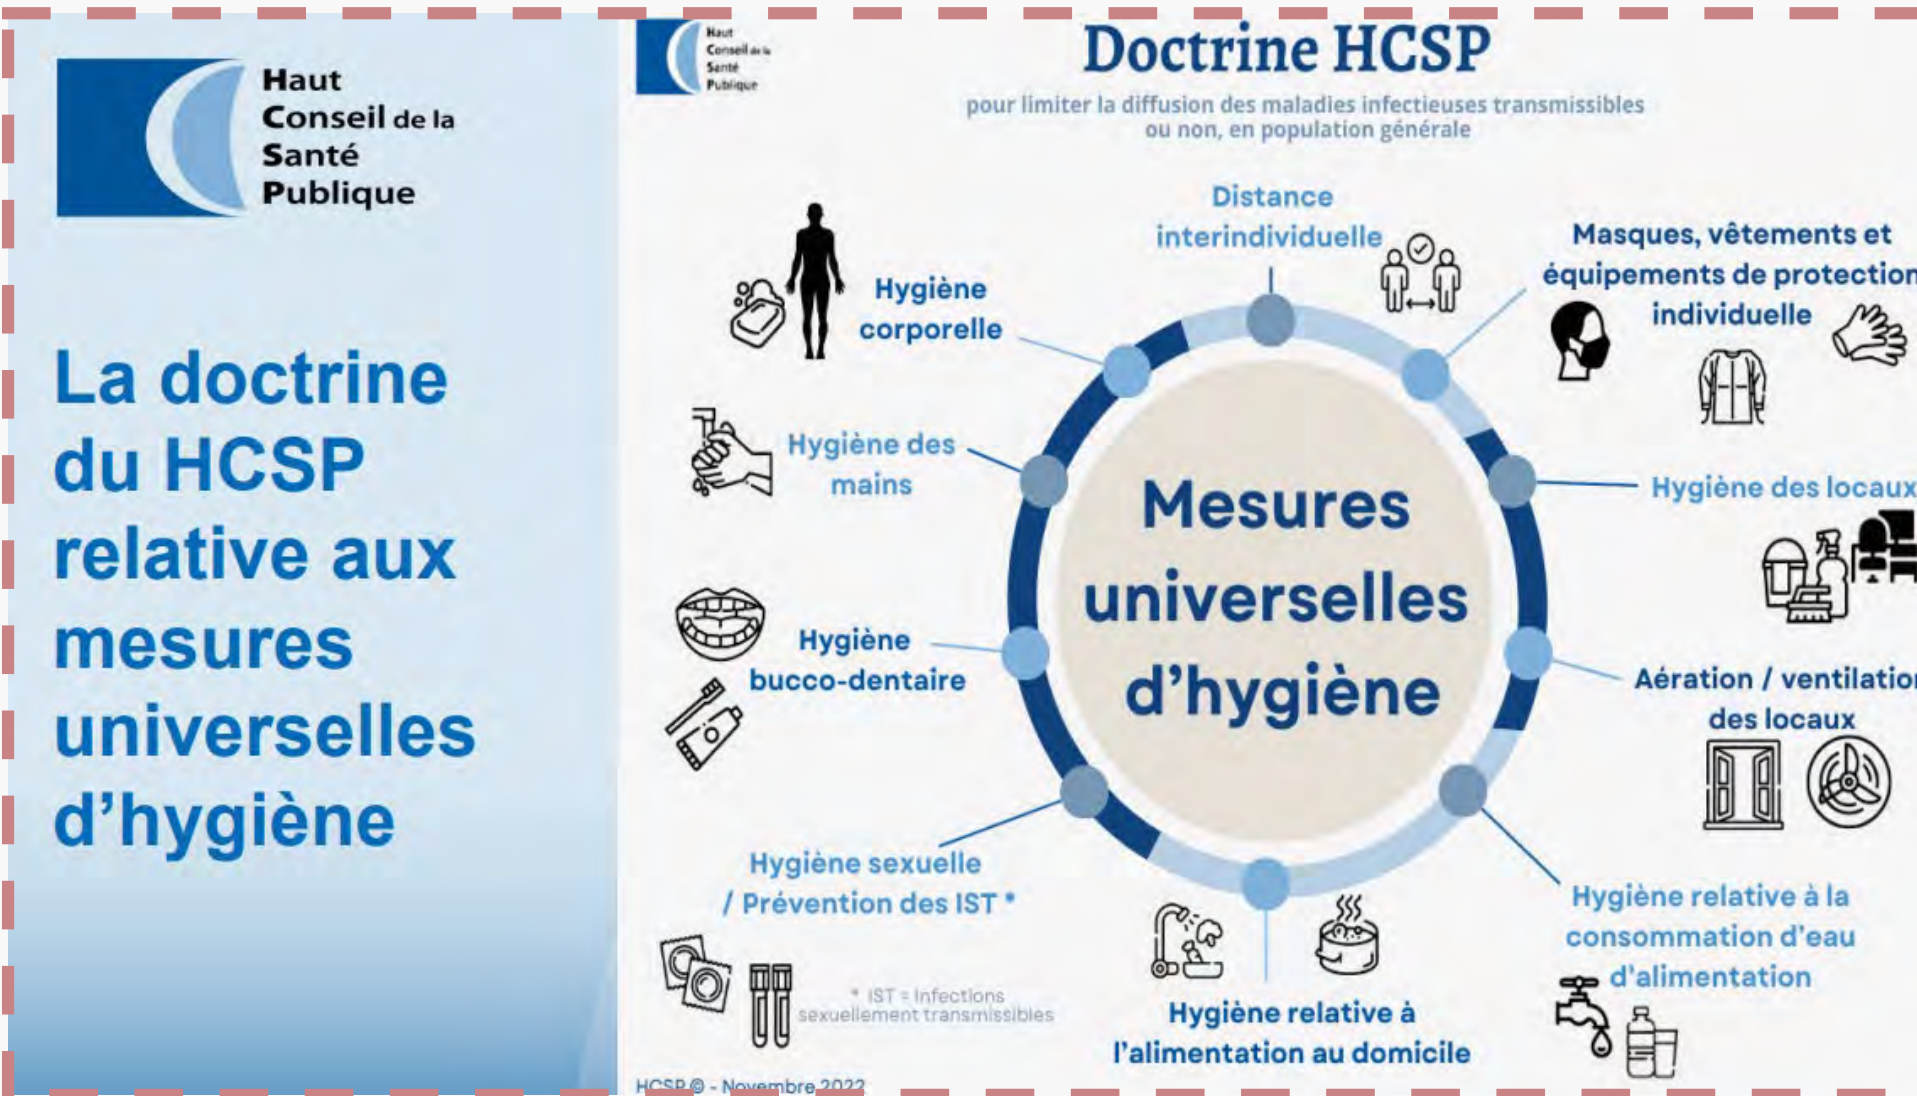 Haut
Conseil de la
Santé
Publique
La doctrine
du HCSP
relative aux
mesures
universelles
d'hygiène
Haut
Conseil de la
Santé
Publique
Doctrine HCSP
pour limiter la diffusion des maladies infectieuses transmissibles
ou non, en population générale
Distance
interindividuelle
Masques, vêtements et
équipements de protection
individuelle
Hygiène
corporelle
Hygiène des
mains
Hygiène des locaux
Mesures
universelles
d'hygiène
Hygiène
bucco-dentaire
Aération / ventilation
des locaux
Hygiène sexuelle
/ Prévention des IST *
Hygiène relative à la
consommation d'eau
d'alimentation
* IST = Infections
sexuellement transmissibles
Hygiène relative à
l'alimentation au domicile
HCSP © - Novembre 2022